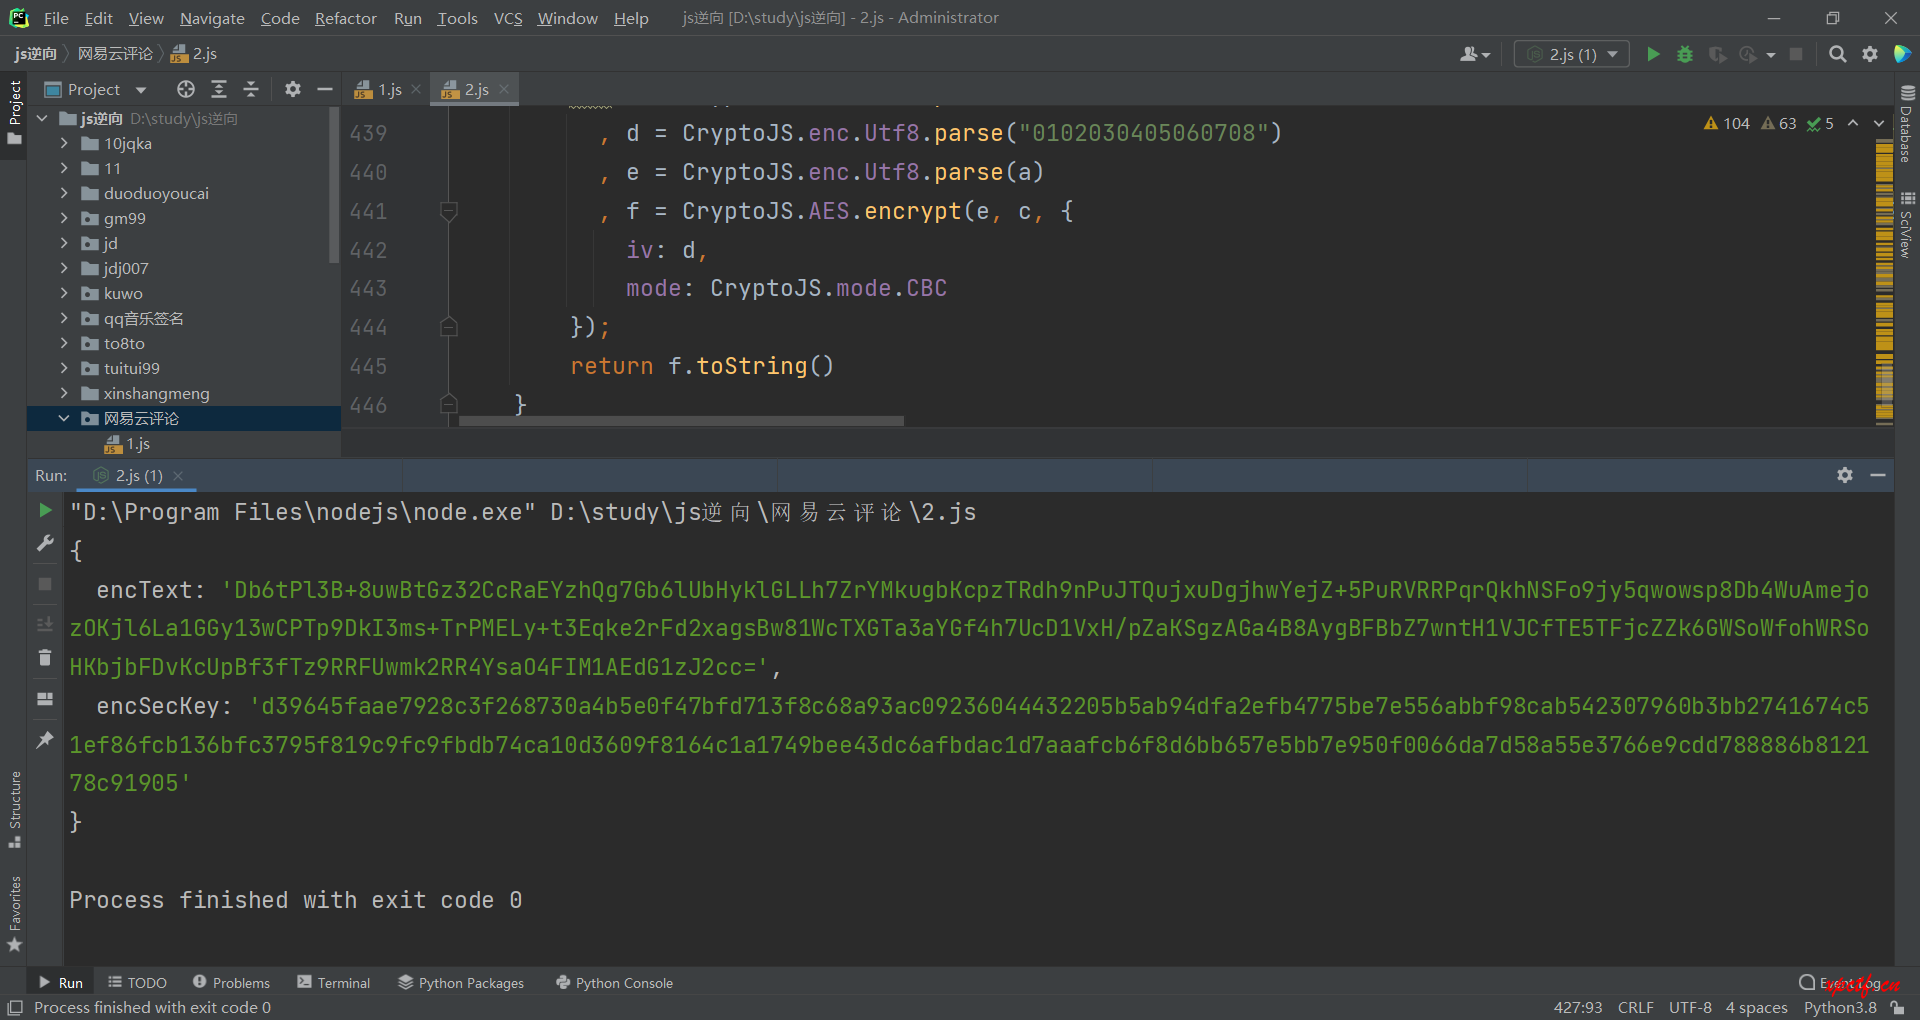 File Edit View Navigate Code Refactor Run Tools VCS Window Help js逆向 [D:\study\js逆向] - 2.js - Administrator
js逆向 网易云评论 2.js
2.js (1)
Project
Project
1.js
2.js
js逆向 D:\study\js逆向
10jqka
11
duoduoyoucai
gm99
jd
jdj007
kuwo
qq音乐签名
to8to
tuitui99
xinshangmeng
网易云评论
1.js
104 63 5
439 , d = CryptoJS.enc.Utf8.parse("0102030405060708")
440 , e = CryptoJS.enc.Utf8.parse(a)
441 , f = CryptoJS.AES.encrypt(e, c, {
442 iv: d,
443 mode: CryptoJS.mode.CBC
444 });
445 return f.toString()
446 }
Database
SciView
Run: 2.js (1)
"D:\Program Files\nodejs\node.exe" D:\study\js逆向\网易云评论\2.js
{
encText: 'Db6tPl3B+8uwBtGz32CcRaEYzhQg7Gb6lUbHyklGLLh7ZrYMkugbKcpzTRdh9nPuJTQujxuDgjhwYejZ+5PuRVRRPqrQkhNSFo9jy5qwowsp8Db4WuAmejo
zOKjl6La1GGy13wCPTp9DkI3ms+TrPMELy+t3Eqke2rFd2xagsBw81WcTXGTa3aYGf4h7UcD1VxH/pZaKSgzAGa4B8AygBFBbZ7wntH1VJCfTE5TFjcZZk6GWSoWfohWRSo
HKbjbFDvKcUpBf3fTz9RRFUwmk2RR4YsaO4FIM1AEdG1zJ2cc=',
encSecKey: 'd39645faae7928c3f268730a4b5e0f47bfd713f8c68a93ac09236044432205b5ab94dfa2efb4775be7e556abbf98cab542307960b3bb2741674c5
1ef86fcb136bfc3795f819c9fc9fbdb74ca10d3609f8164c1a1749bee43dc6afbdac1d7aaafcb6f8d6bb657e5bb7e950f0066da7d58a55e3766e9cdd788886b8121
78c91905'
}
Process finished with exit code 0
Structure
Favorites
Run TODO Problems Terminal Python Packages Python Console
Process finished with exit code 0
427:93 CRLF UTF-8 4 spaces Python3.8